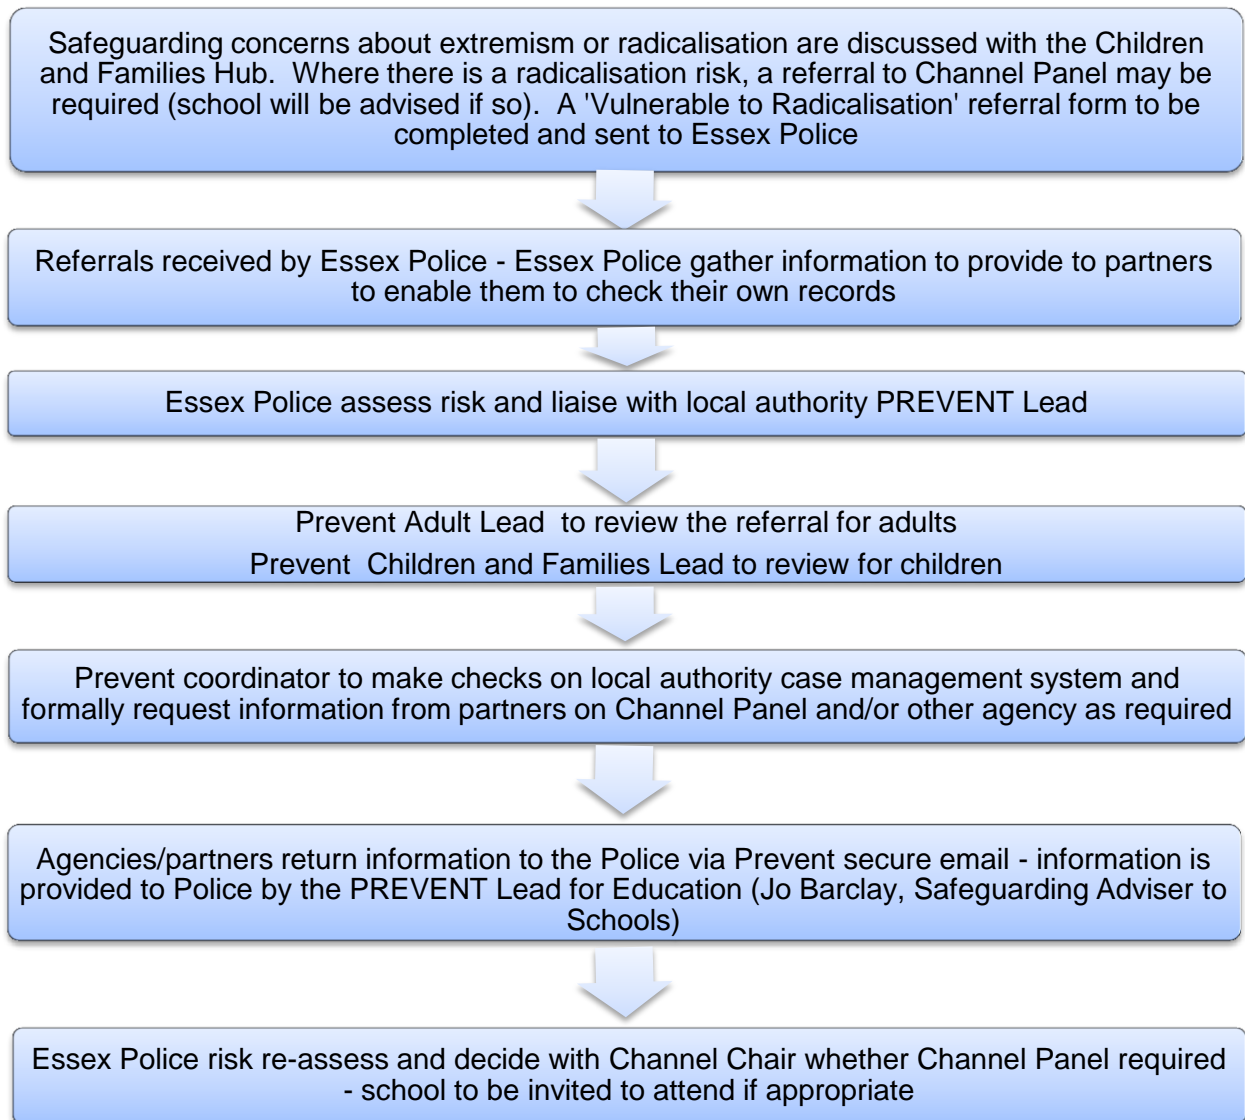 Safeguarding concerns about extremism or radicalisation are discussed with the Children
and Families Hub.  Where there is a radicalisation risk, a referral to Channel Panel may be
required (school will be advised if so).  A 'Vulnerable to Radicalisation' referral form to be
completed and sent to Essex Police
Referrals received by Essex Police - Essex Police gather information to provide to partners
to enable them to check their own records
Essex Police assess risk and liaise with local authority PREVENT Lead
Prevent Adult Lead  to review the referral for adults
Prevent  Children and Families Lead to review for children
Prevent coordinator to make checks on local authority case management system and
formally request information from partners on Channel Panel and/or other agency as required
Agencies/partners return information to the Police via Prevent secure email - information is
provided to Police by the PREVENT Lead for Education (Jo Barclay, Safeguarding Adviser to
Schools)
Essex Police risk re-assess and decide with Channel Chair whether Channel Panel required
- school to be invited to attend if appropriate